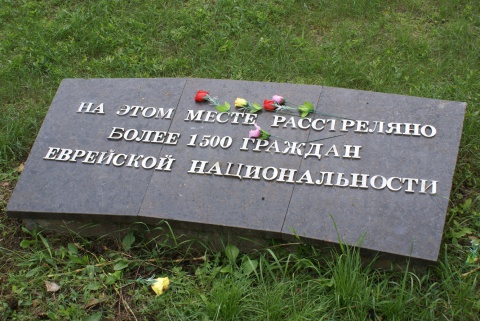 НА ЭТОМ МЕСТЕ РАССТРЕЛЯНО
БОЛЕЕ 1500 ГРАЖДАН
ЕВРЕЙСКОЙ НАЦИОНАЛЬНОСТИ